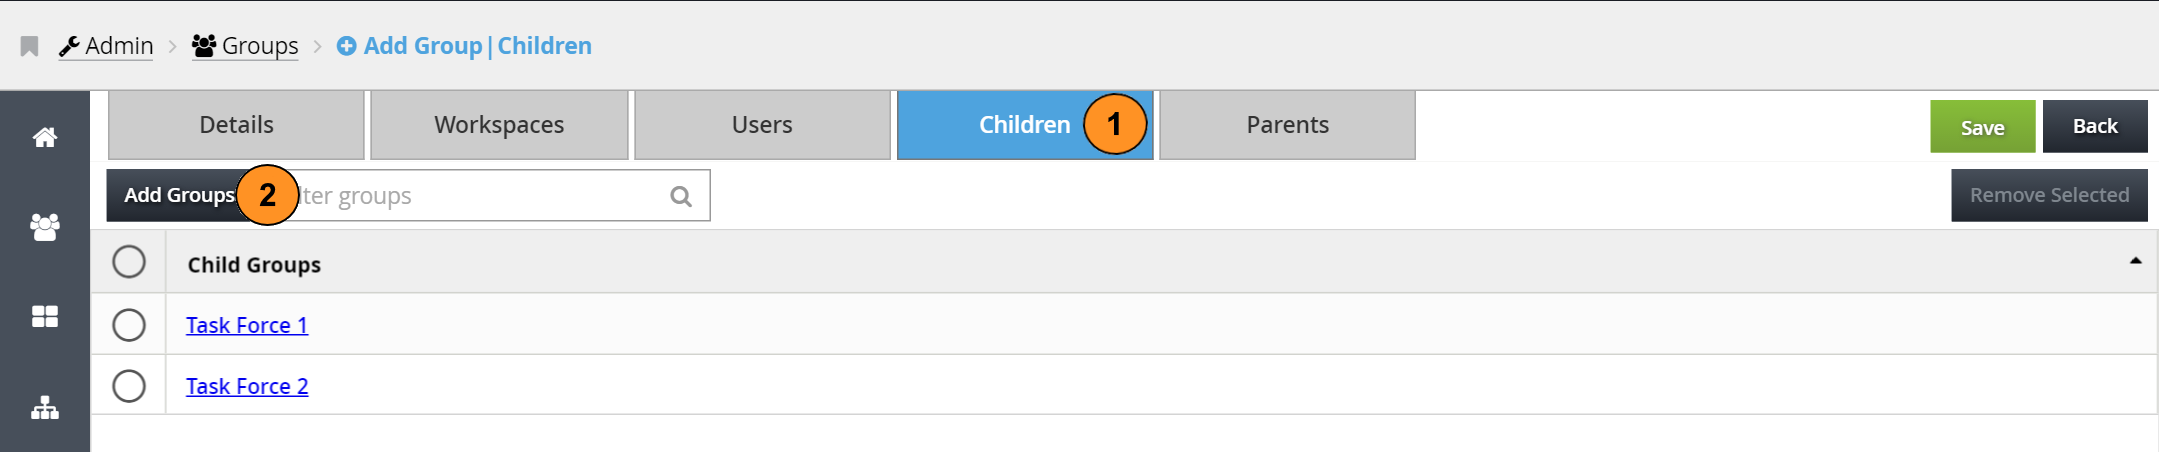 Admin > Groups > Add Group|Children
Details Workspaces Users Children 1 Parents Save Back
Add Groups 2 lter groups Remove Selected
Child Groups
Task Force 1
Task Force 2